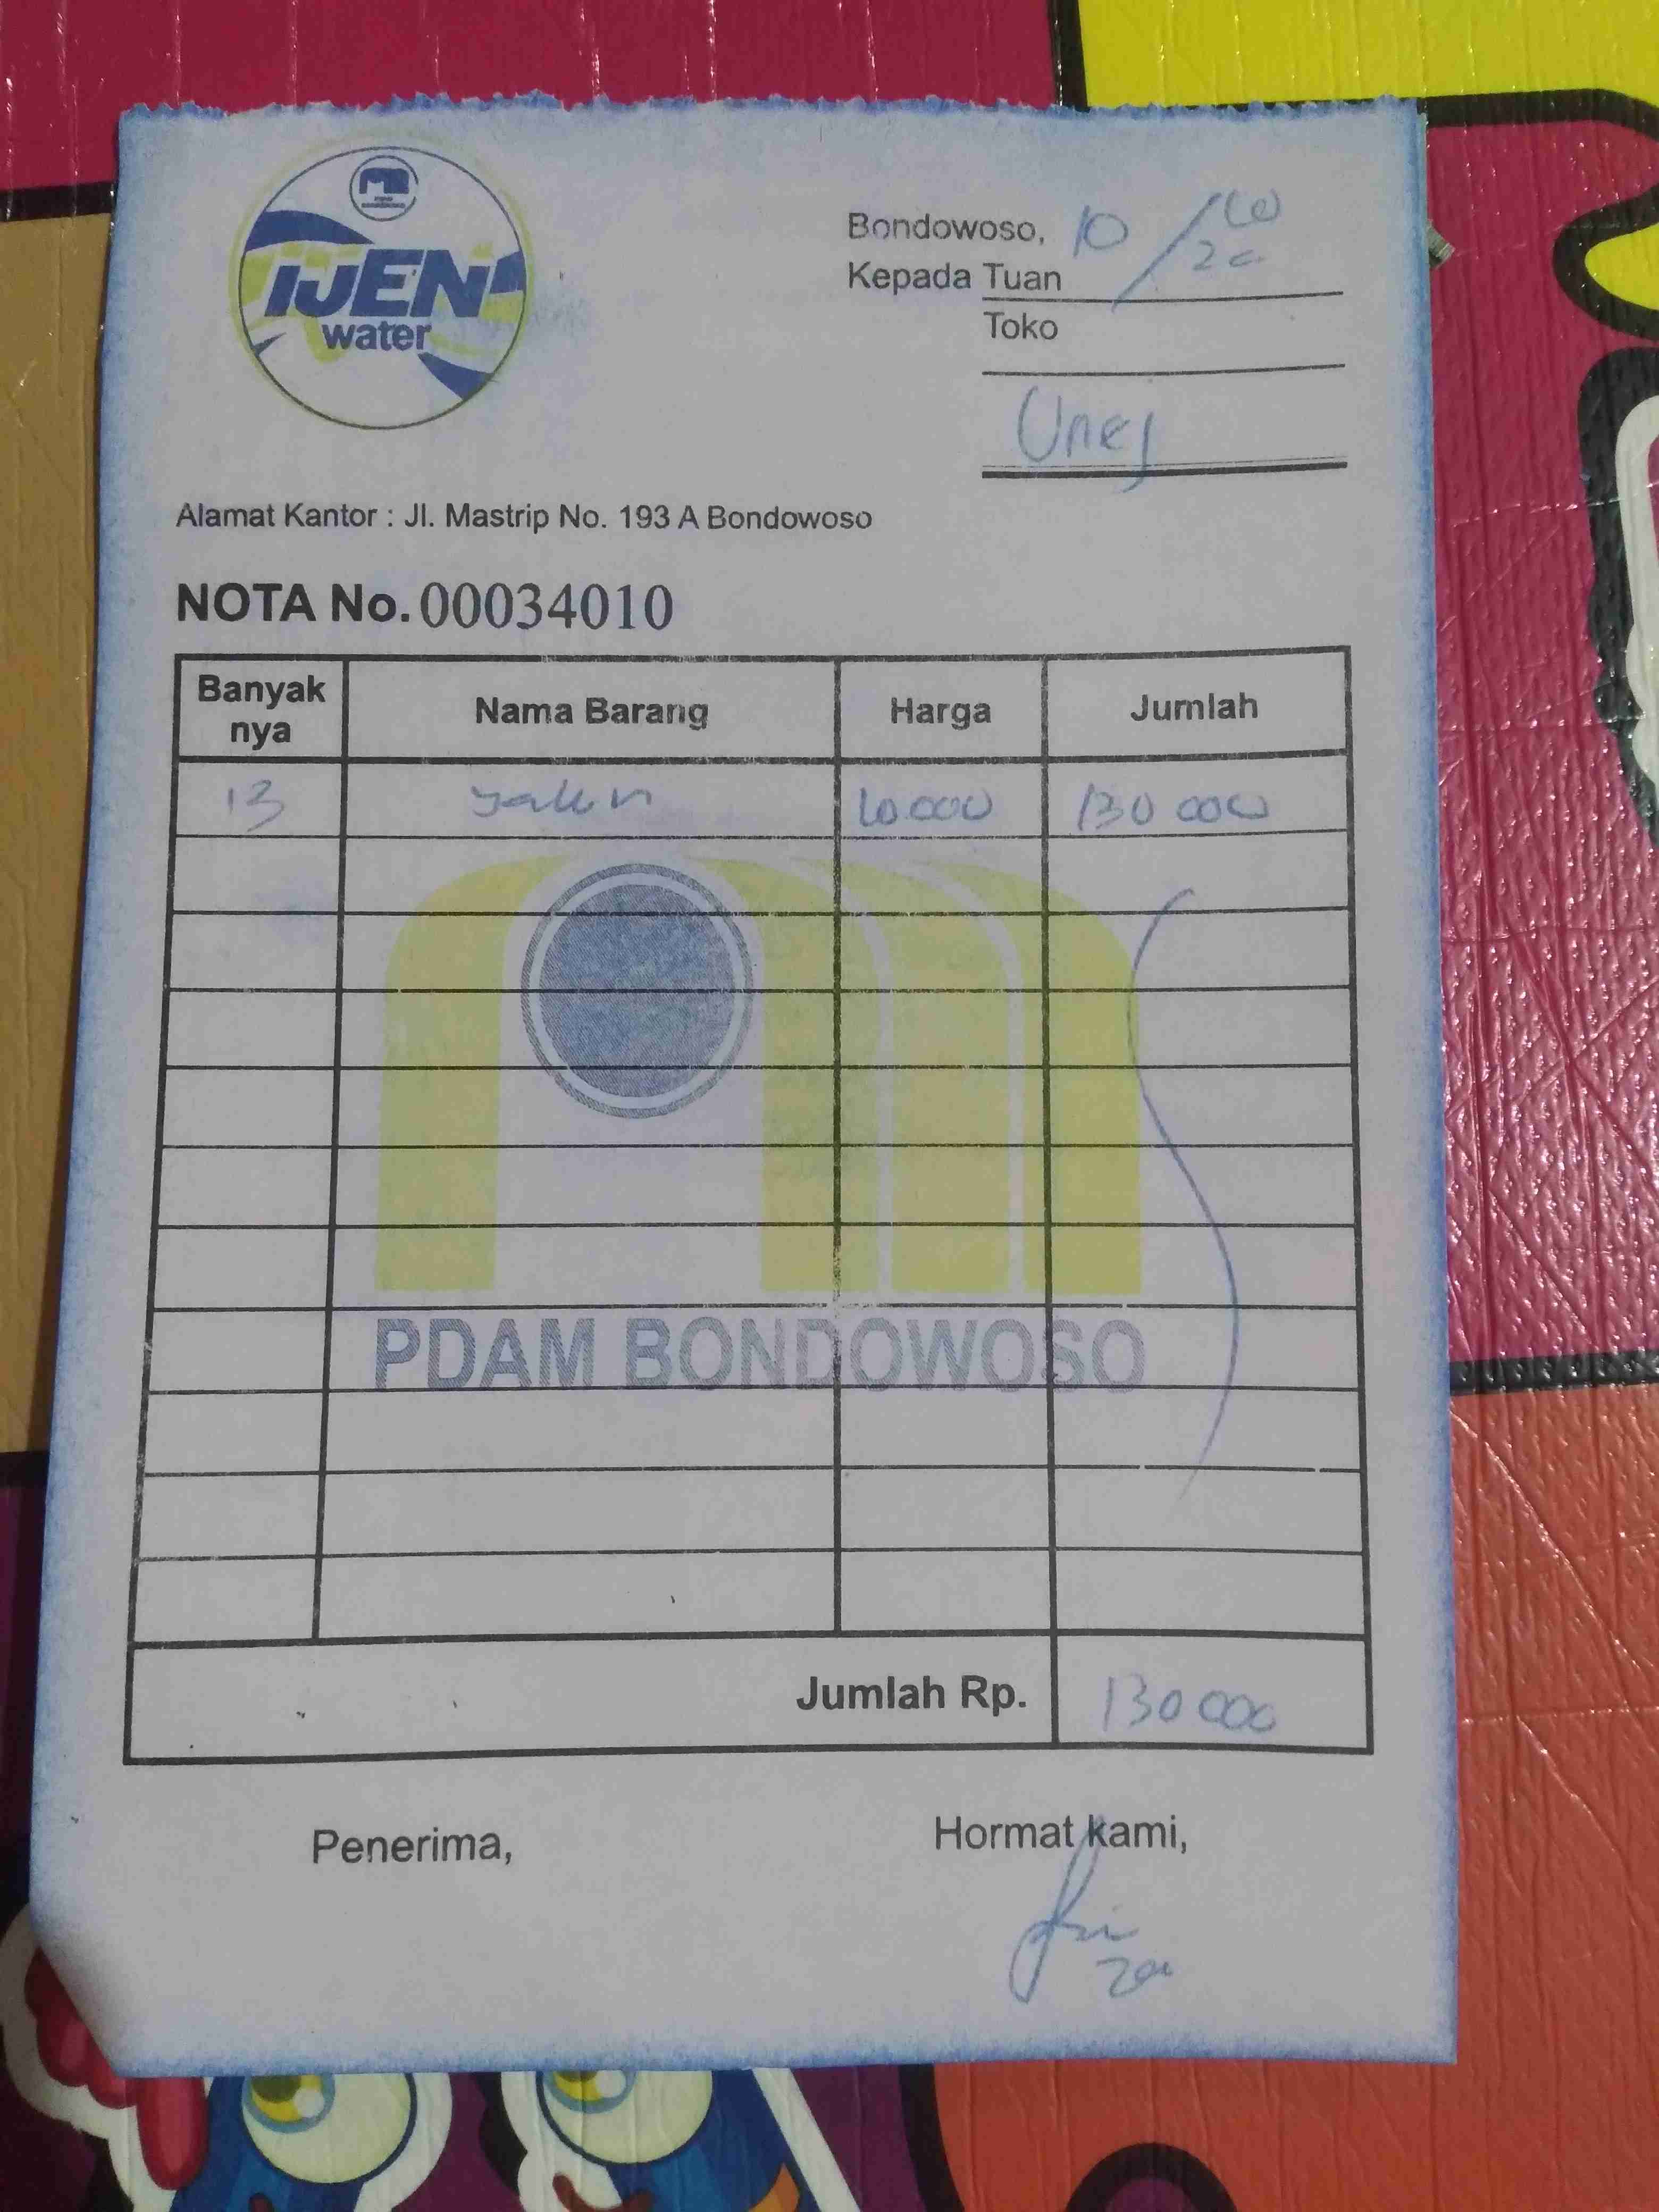 IJEN
water
Bondowoso, 10/10
20
Kepada Tuan
Toko
Unej
Alamat Kantor : Jl. Mastrip No. 193 A Bondowoso
NOTA No. 00034010
Banyak nya Nama Barang Harga Jumlah
13 10.000 130 000
PDAM BONDOWOSO
Jumlah Rp. 130 000
Penerima, Hormat kami,